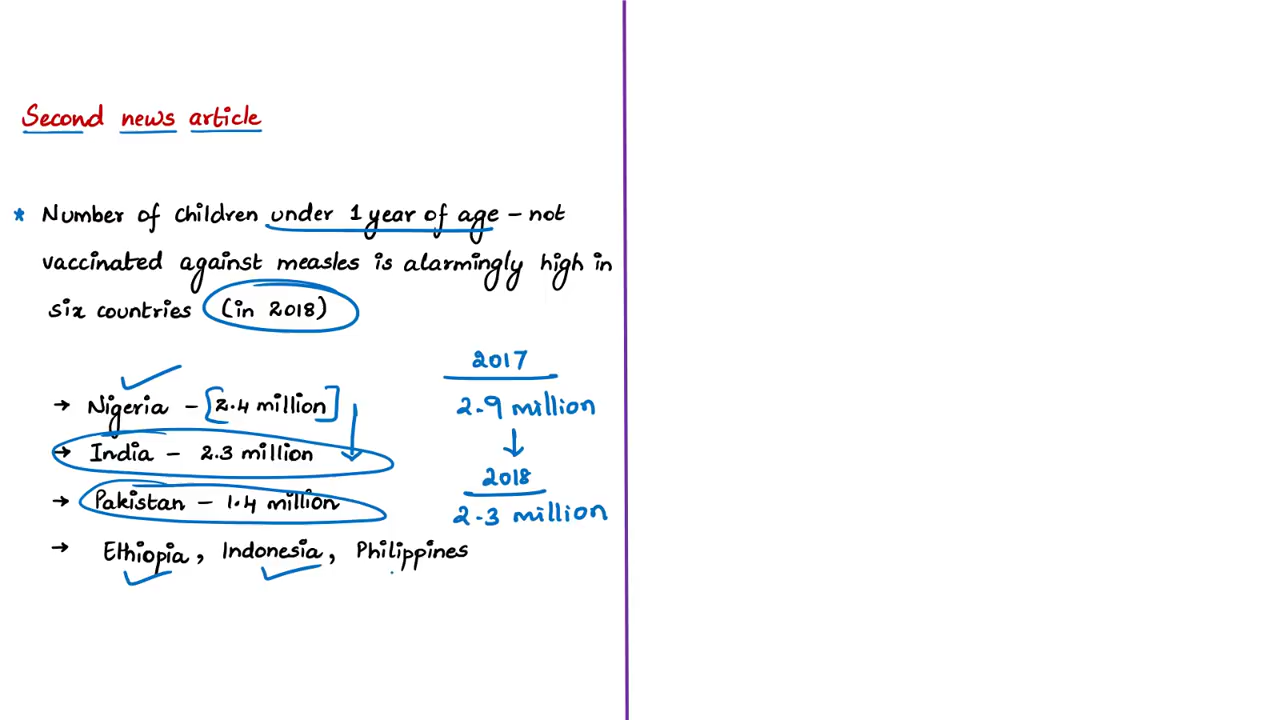 Second news article
* Number of children under 1 year of age - not
vaccinated against measles is alarmingly high in
six countries (in 2018)
→ Nigeria - [2.4 million]
→ India - 2.3 million
→ Pakistan - 1.4 million
→ Ethiopia, Indonesia, Philippines
2017
2.9 million
↓
2018
2.3 million